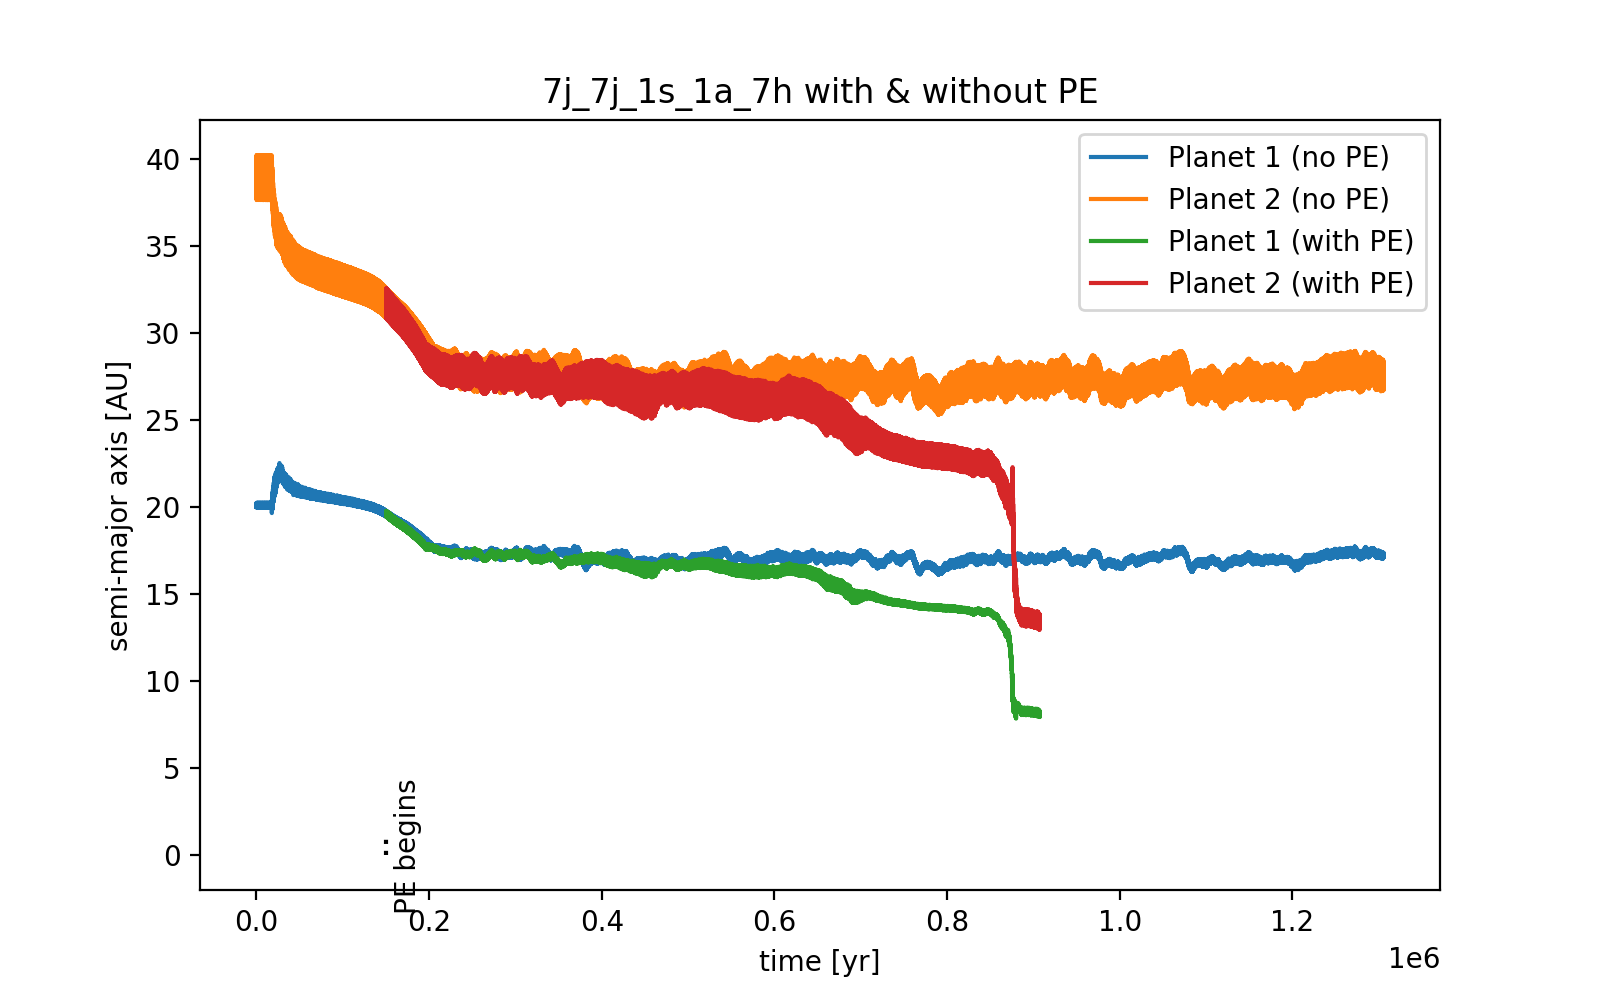 7j_7j_1s_1a_7h with & without PE
Planet 1 (no PE)
Planet 2 (no PE)
Planet 1 (with PE)
Planet 2 (with PE)
semi-major axis [AU]
40
35
30
25
20
15
10
5
0
PE begins
0.0
0.2
0.4
0.6
0.8
1.0
1.2
time [yr]
1e6